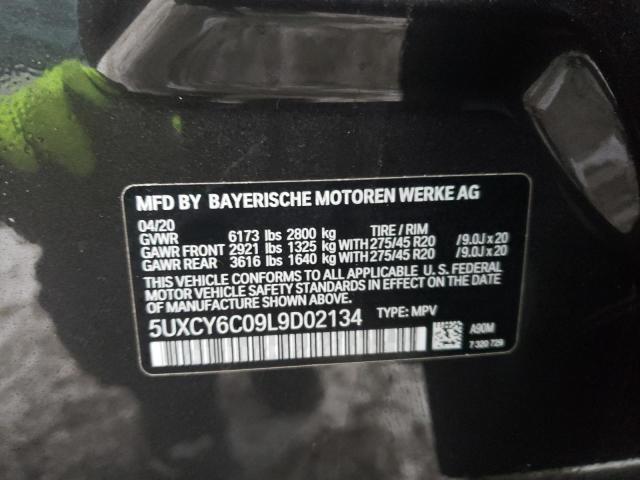 MFD BY BAYERISCHE MOTOREN WERKE AG
04/20
GVWR 6173 lbs 2800 kg TIRE / RIM
GAWR FRONT 2921 lbs 1325 kg WITH 275/45 R20 /9.0J x 20
GAWR REAR 3616 lbs 1640 kg WITH 275/45 R20 /9.0J x 20
THIS VEHICLE CONFORMS TO ALL APPLICABLE U. S. FEDERAL
MOTOR VEHICLE SAFETY STANDARDS IN EFFECT ON THE DATE
OF MANUFACTURE SHOWN ABOVE.
5UXCY6C09L9D02134 TYPE: MPV
A90M
7 320 729